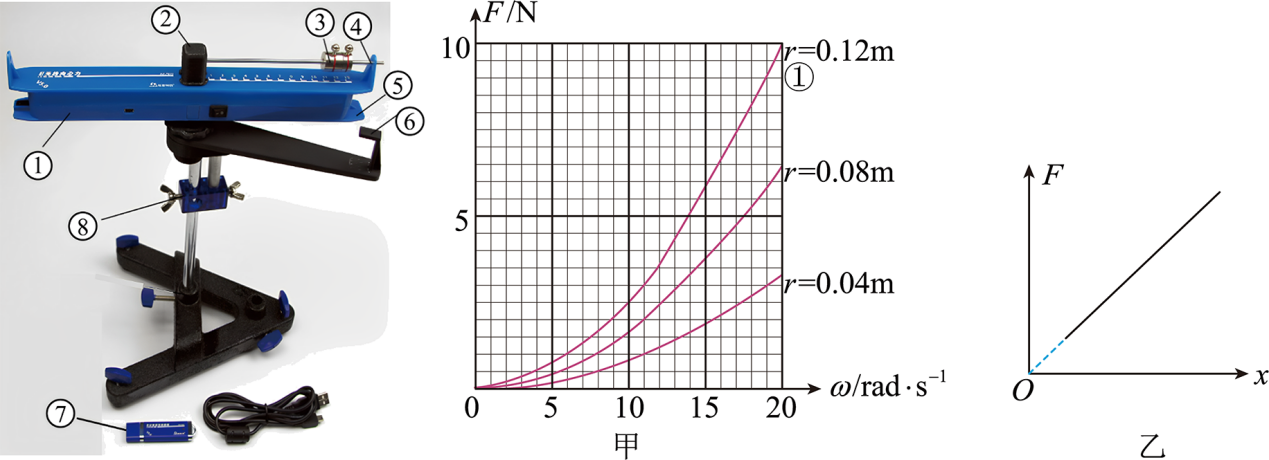 ②
③
④
⑤
⑥
①
⑧
⑦
F/N
10
5
0
5
10
15
20
ω/rad·s⁻¹
r=0.12m
①
r=0.08m
r=0.04m
甲
F
O
x
乙